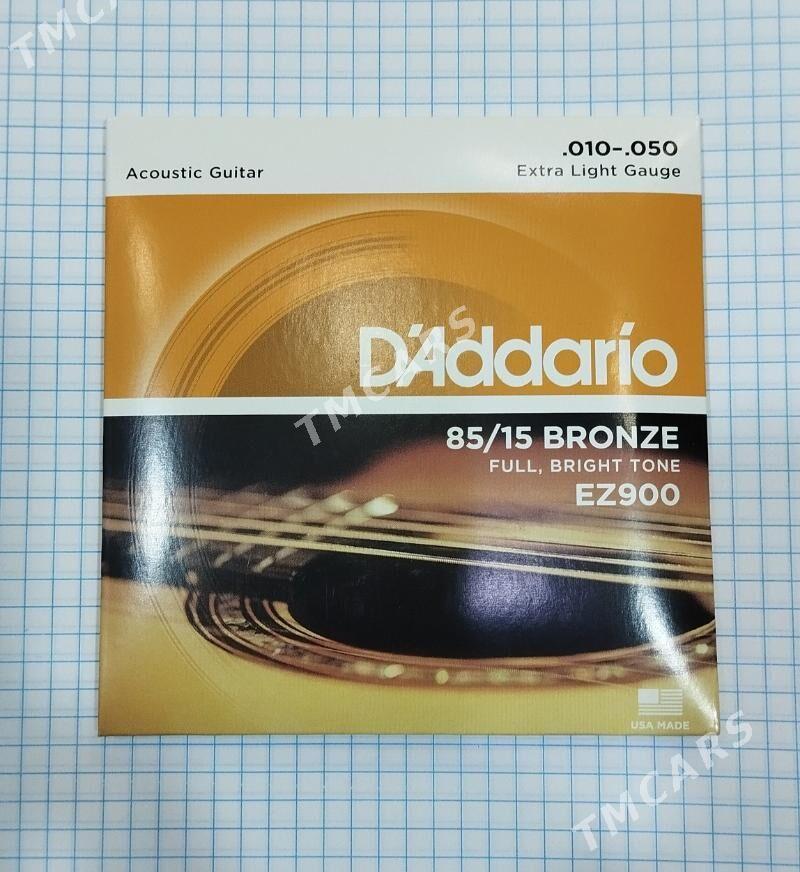 TMCARS
.010-.050
Acoustic Guitar
Extra Light Gauge
D'Addario
TMCARS
85/15 BRONZE
FULL, BRIGHT TONE
EZ900
USA MADE
TMCARS